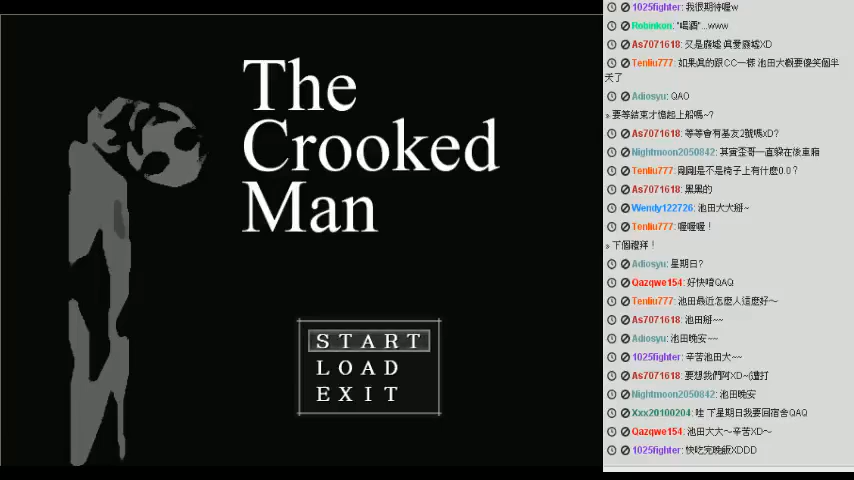 The
Crooked
Man
START
LOAD
EXIT
1025fighter: 我很期待喔w
Robinkun: "喝酒"...www
As7071618: 又是廢墟 真愛廢墟XD
Tenliu777: 如果真的跟CC一樣 池田大概要傻笑個半
天了
Adiosyu: QAO
» 要等結束才憶起上船嗎~?
As7071618: 等等會有基友2號嗎xD?
Nightmoon2050842: 其實歪哥一直躲在後車廂
Tenliu777: 剛剛是不是椅子上有什麼0.0?
As7071618: 黑黑的
Wendy122726: 池田大大掰~
Tenliu777: 喔喔喔！
» 下個禮拜！
Adiosyu: 星期日?
Qazqwe154: 好快唷QAQ
Tenliu777: 池田最近怎麼人這麼好～
As7071618: 池田掰~~
Adiosyu: 池田晚安~~
1025fighter: 辛苦池田大~~
As7071618: 要想我們阿XD~(遭打
Nightmoon2050842: 池田晚安
Xxx20100204: 哇 下星期日我要回宿舍QAQ
Qazqwe154: 池田大大～辛苦XD～
1025fighter: 快吃完晚飯XDDD